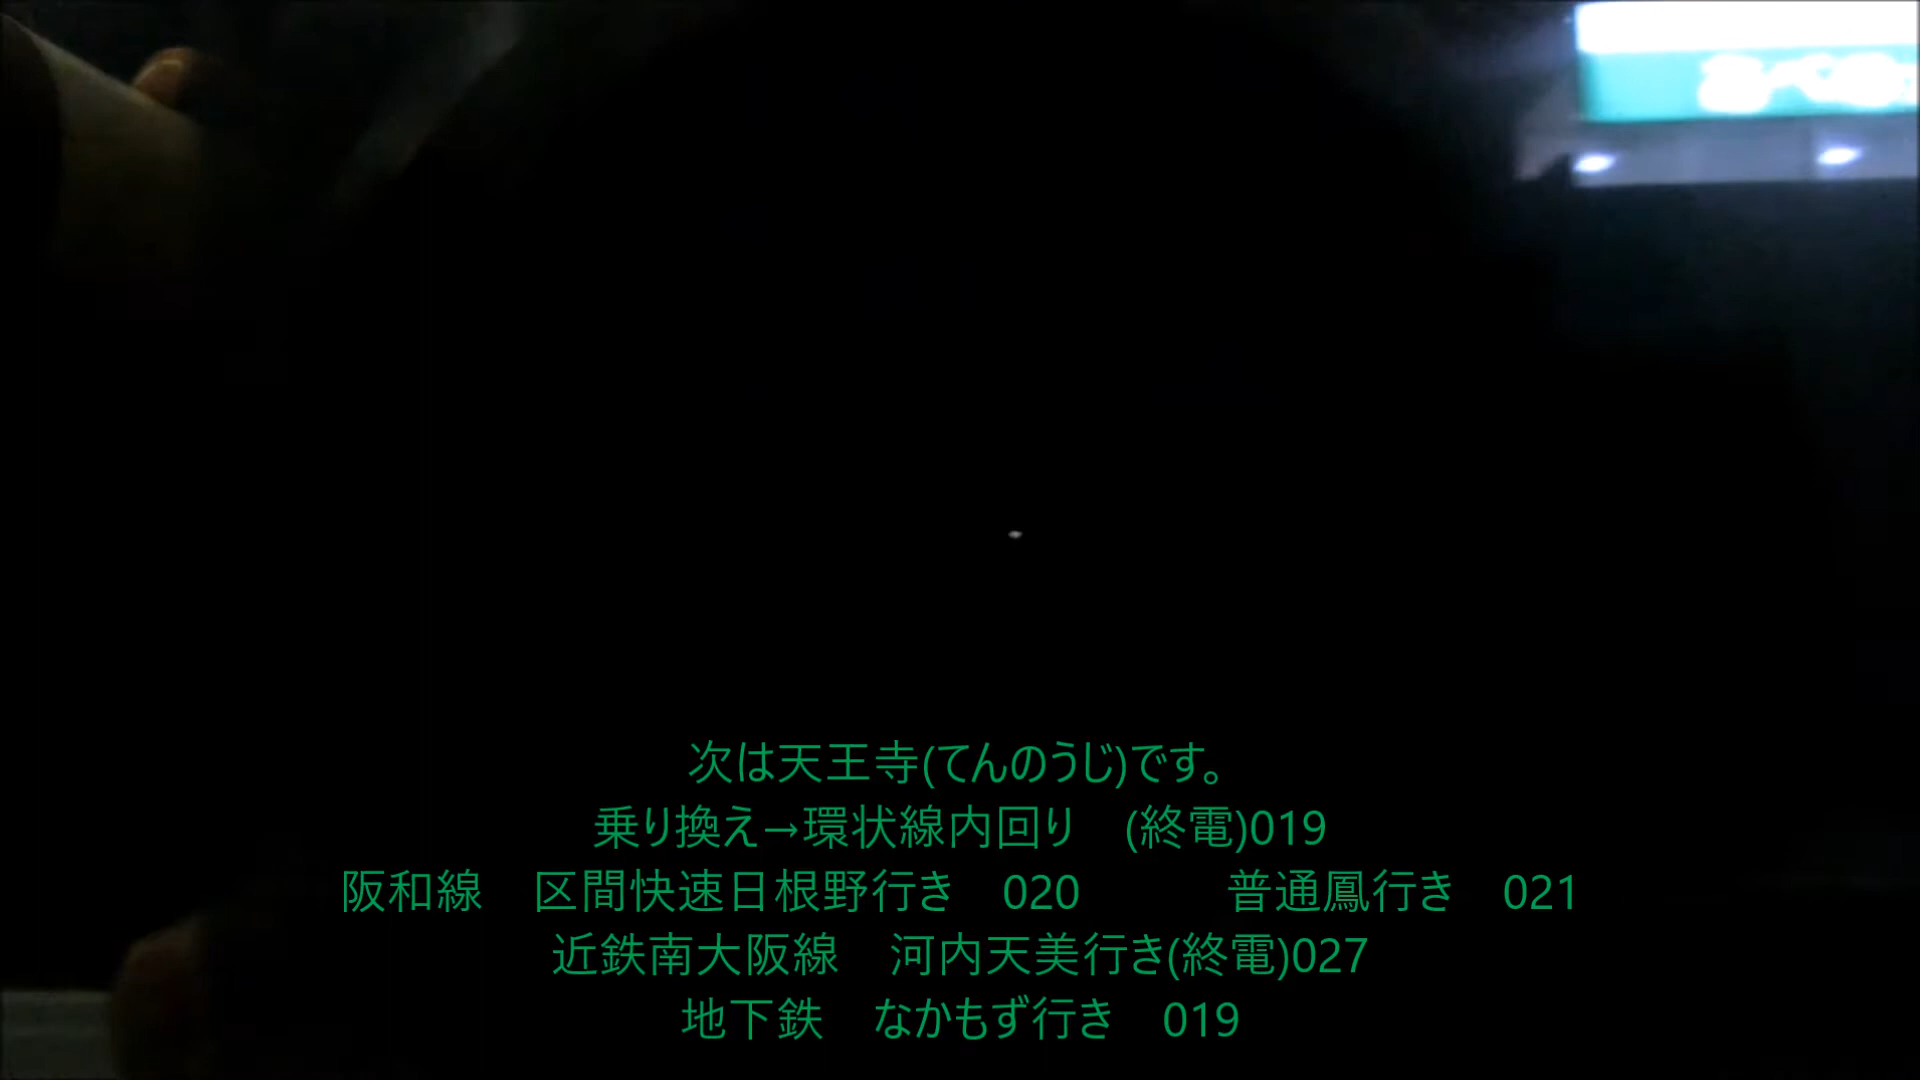 次は天王寺(てんのうじ)です。
乗り換え→環状線内回り　(終電)019
阪和線　区間快速日根野行き　020　　　普通鳳行き　021
近鉄南大阪線　河内天美行き(終電)027
地下鉄　なかもず行き　019